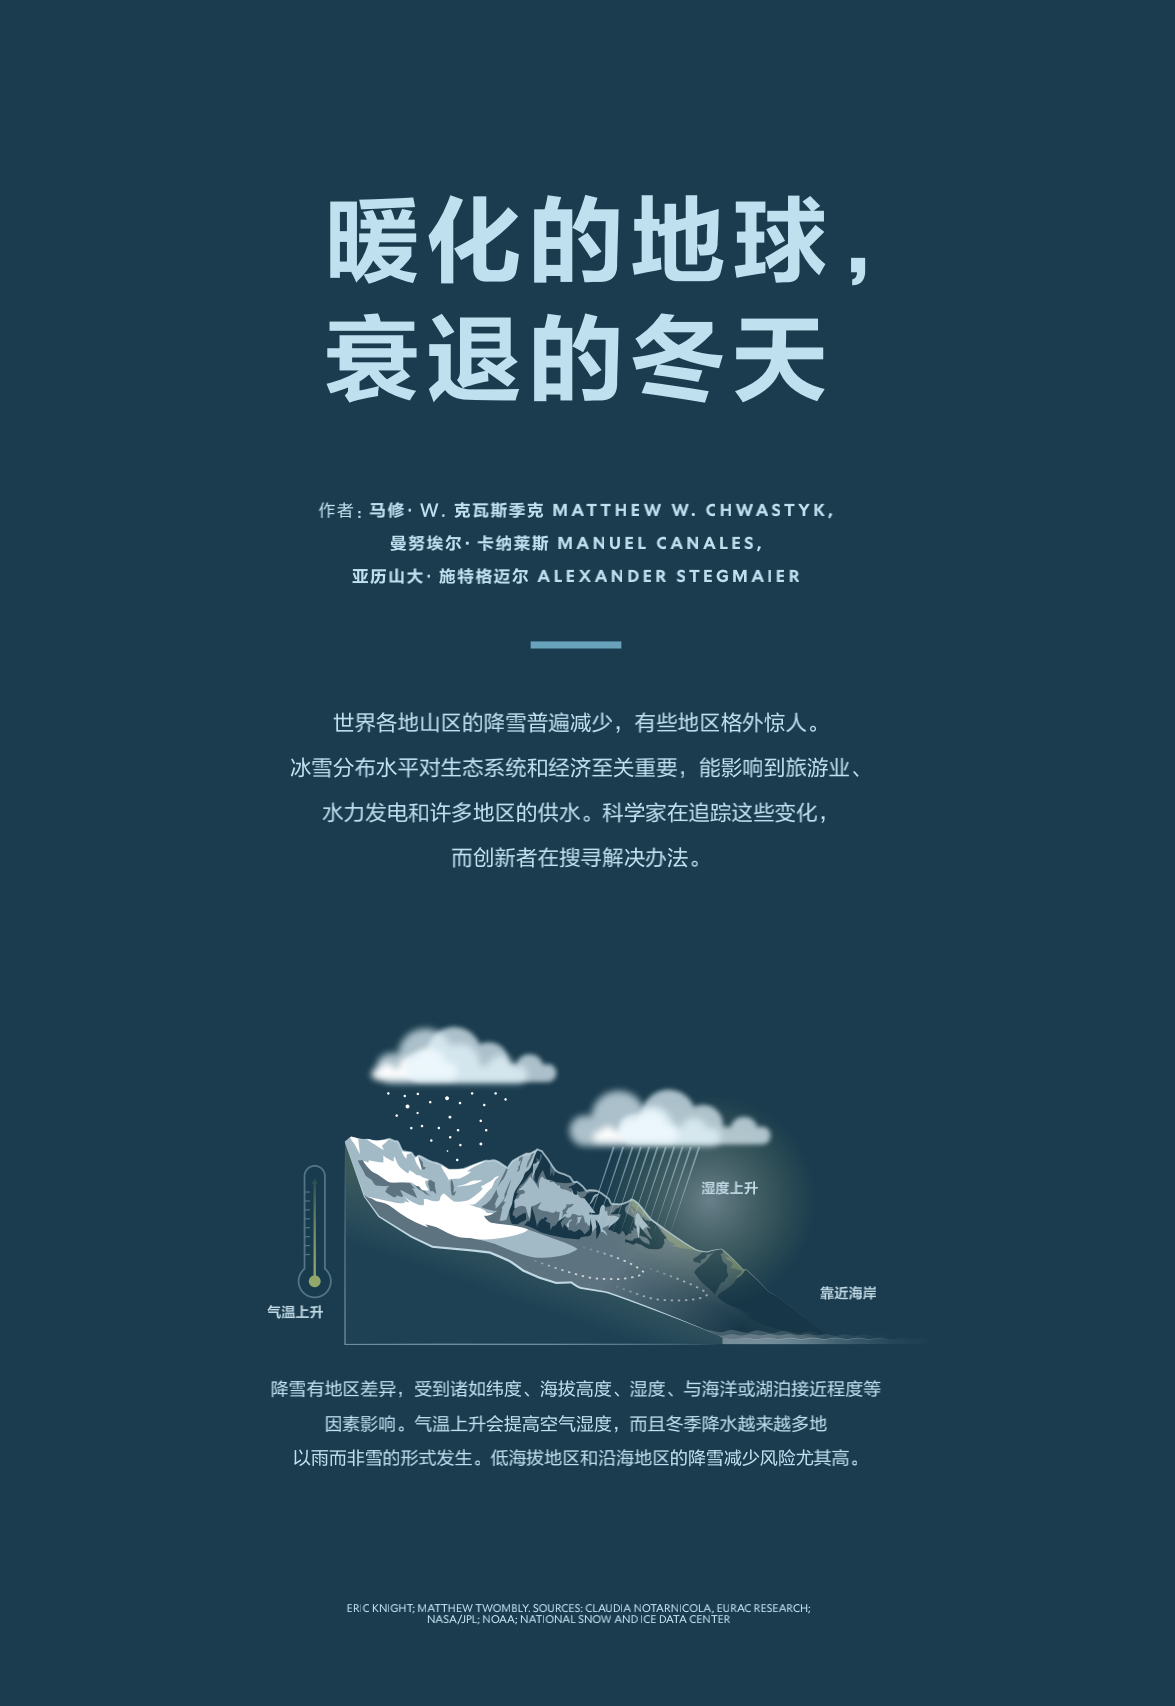 暖化的地球，
衰退的冬天
作者：马修· W. 克瓦斯季克 MATTHEW W. CHWASTYK,
曼努埃尔· 卡纳莱斯 MANUEL CANALES,
亚历山大· 施特格迈尔 ALEXANDER STEGMAIER
世界各地山区的降雪普遍减少，有些地区格外惊人。
冰雪分布水平对生态系统和经济至关重要，能影响到旅游业、
水力发电和许多地区的供水。科学家在追踪这些变化，
而创新者在搜寻解决办法。
湿度上升
靠近海岸
气温上升
降雪有地区差异，受到诸如纬度、海拔高度、湿度、与海洋或湖泊接近程度等
因素影响。气温上升会提高空气湿度，而且冬季降水越来越多地
以雨而非雪的形式发生。低海拔地区和沿海地区的降雪减少风险尤其高。
ERIC KNIGHT; MATTHEW TWOMBLY. SOURCES: CLAUDIA NOTARNICOLA, EURAC RESEARCH;
NASA/JPL; NOAA; NATIONAL SNOW AND ICE DATA CENTER